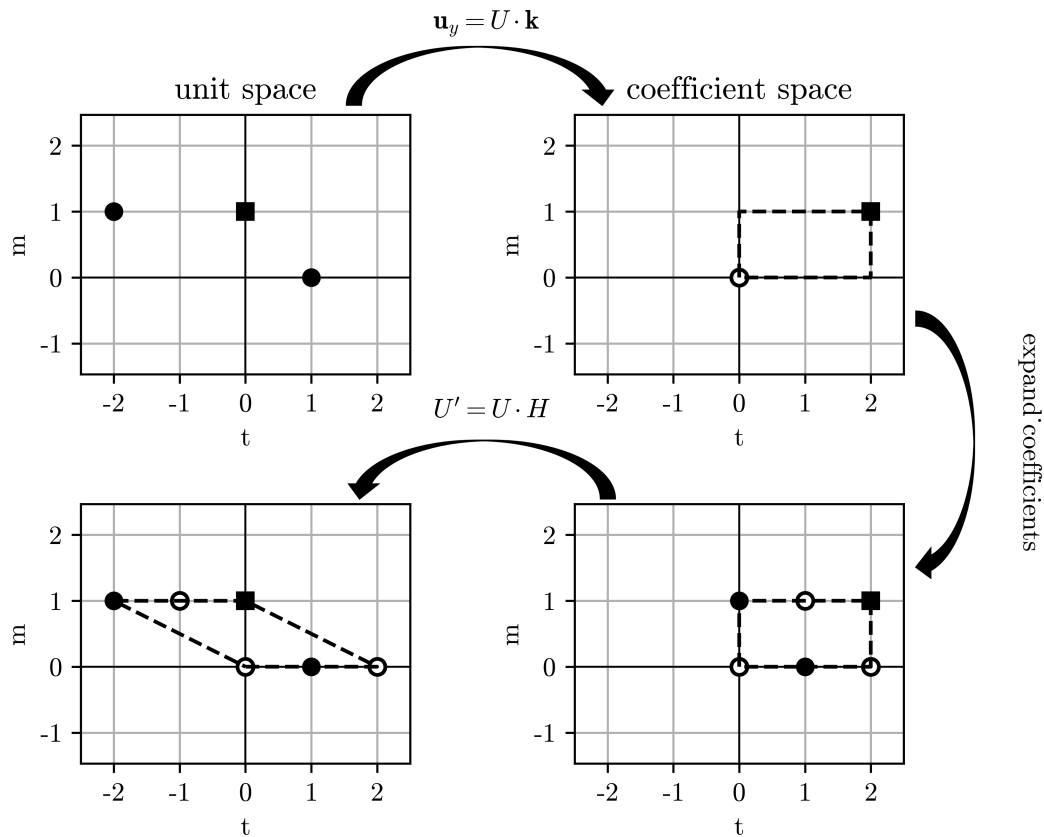 𝐮_y = U · 𝐤
unit space
coefficient space
2
1
0
-1
m
-2 -1 0 1 2
t
2
1
0
-1
m
-2 -1 0 1 2
t
expand coefficients
U′ = U · H
2
1
0
-1
m
-2 -1 0 1 2
t
2
1
0
-1
m
-2 -1 0 1 2
t